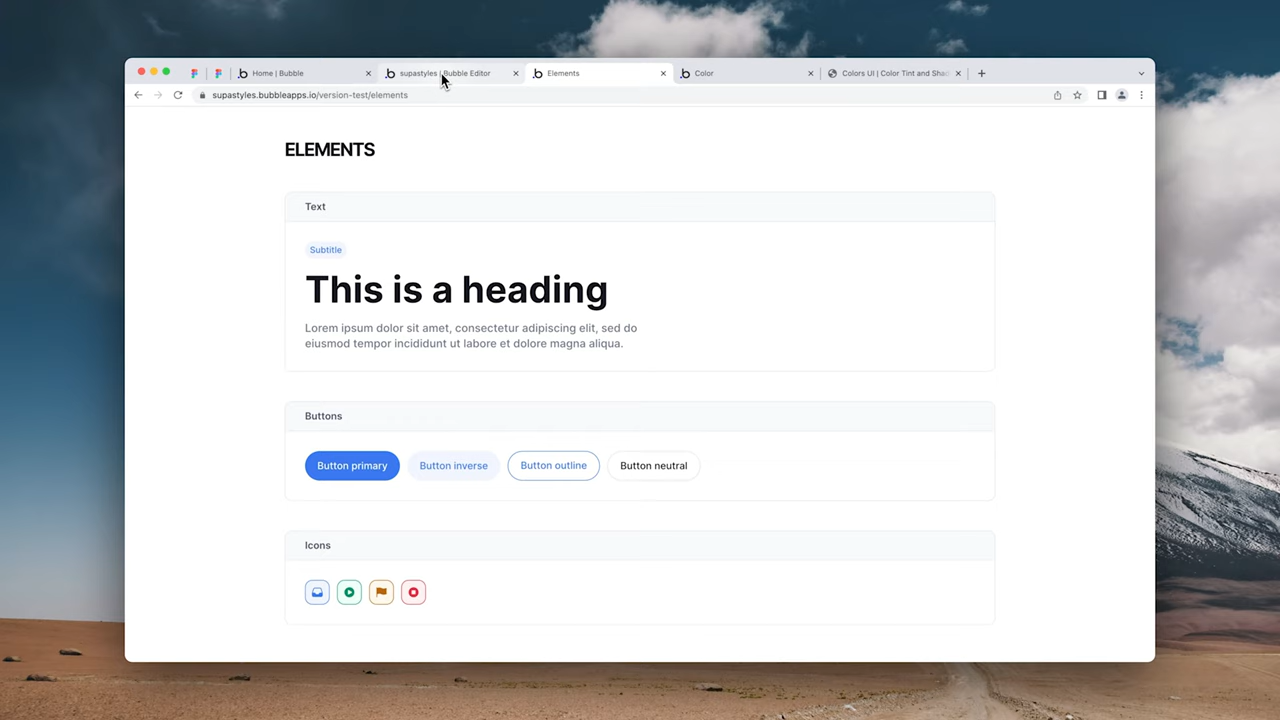 Home | Bubble
supastyles | Bubble Editor
Elements
Color
Colors UI | Color Tint and Shad
supastyles.bubbleapps.io/version-test/elements
ELEMENTS
Text
Subtitle
This is a heading
Lorem ipsum dolor sit amet, consectetur adipiscing elit, sed do
eiusmod tempor incididunt ut labore et dolore magna aliqua.
Buttons
Button primary
Button inverse
Button outline
Button neutral
Icons